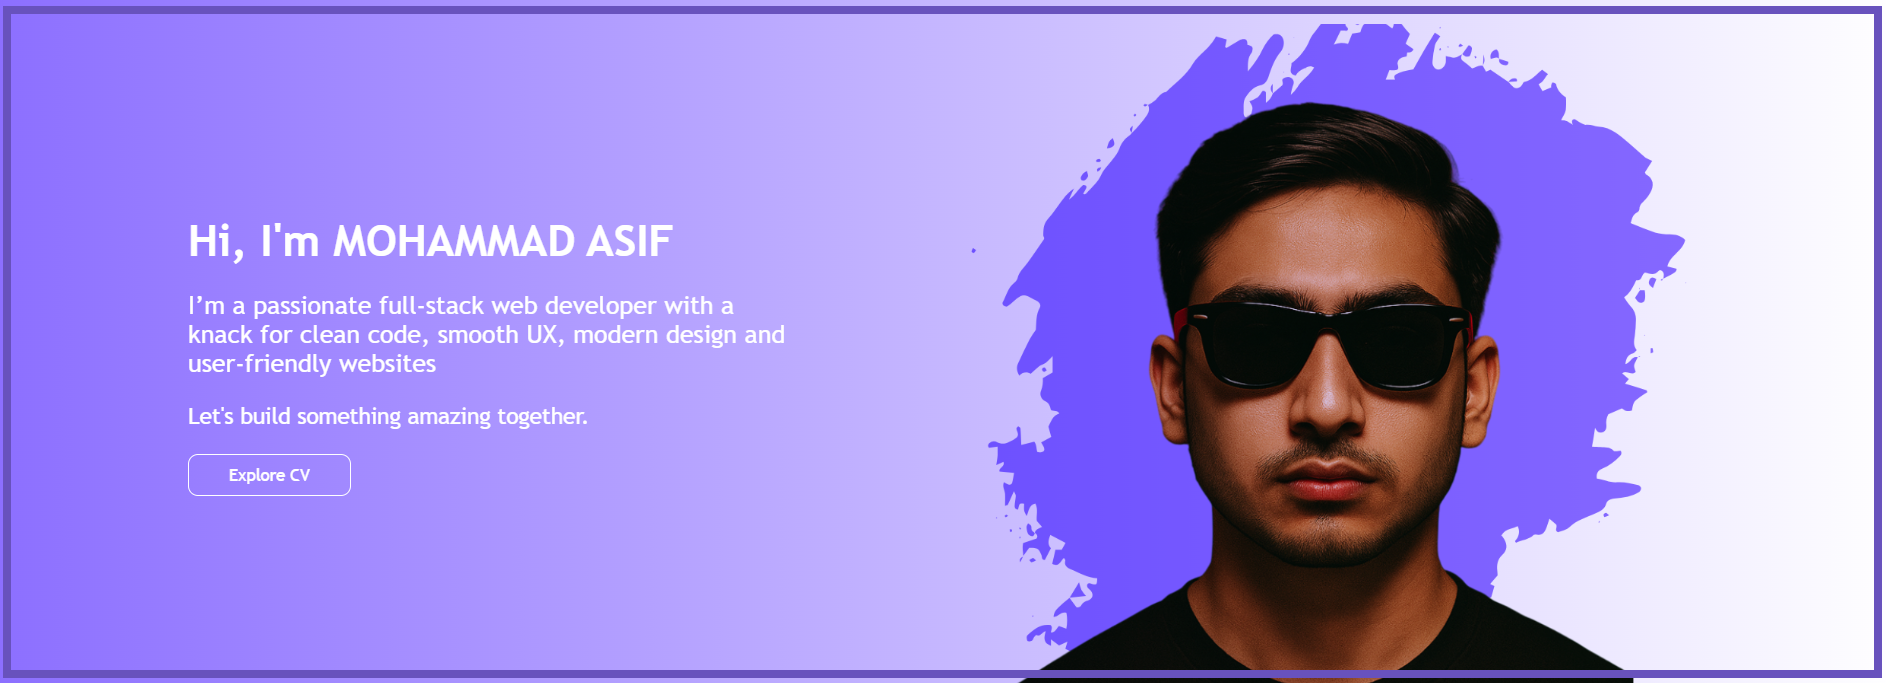 Hi, I'm MOHAMMAD ASIF
I’m a passionate full-stack web developer with a
knack for clean code, smooth UX, modern design and
user-friendly websites
Let's build something amazing together.
Explore CV